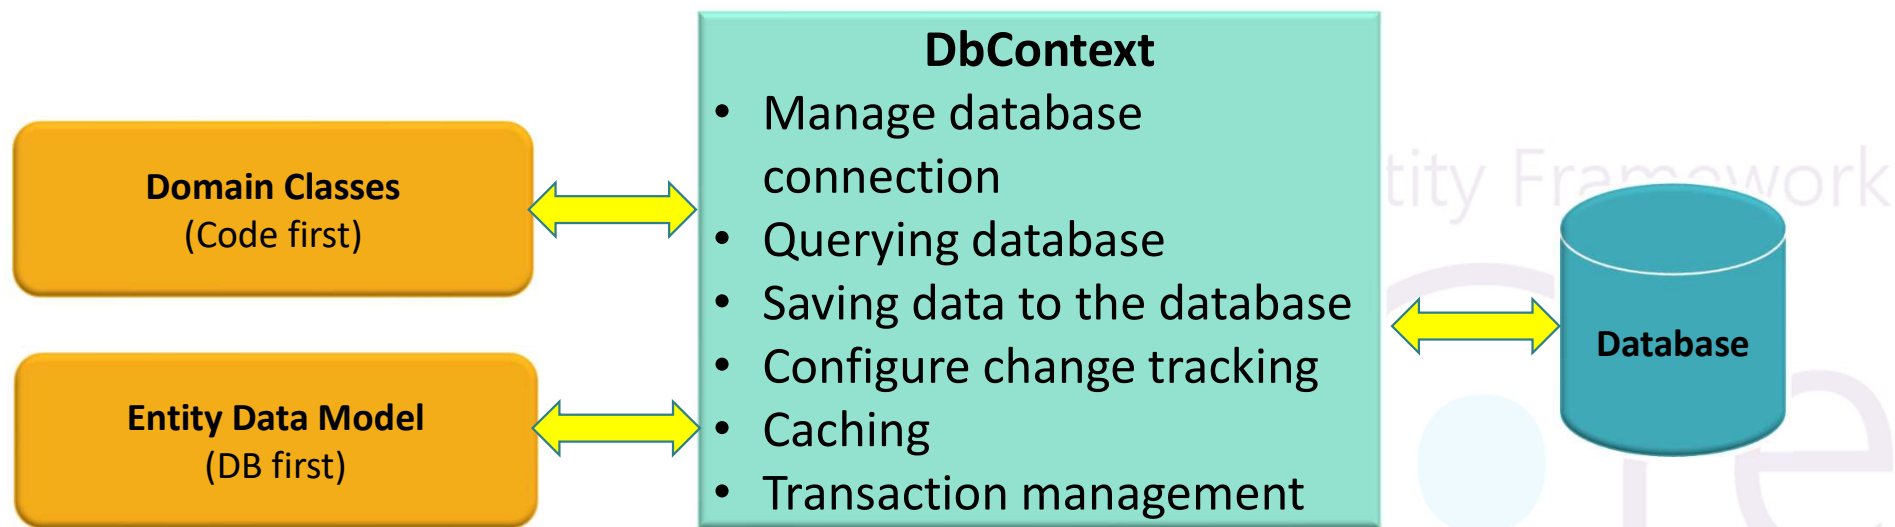 DbContext
• Manage database
connection
• Querying database
• Saving data to the database
• Configure change tracking
• Caching
• Transaction management
Domain Classes
(Code first)
Entity Data Model
(DB first)
Framework
Database